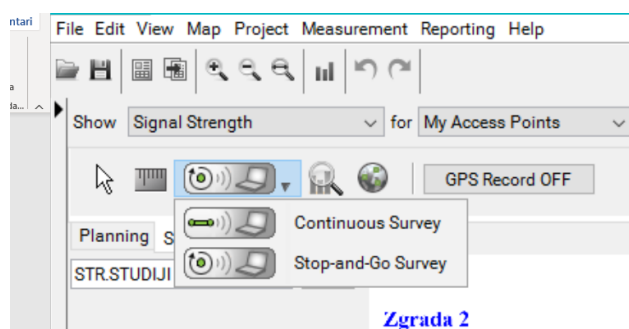 ntari
a
da...
File Edit View Map Project Measurement Reporting Help
Show Signal Strength for My Access Points
GPS Record OFF
Continuous Survey
Stop-and-Go Survey
Planning S
STR.STUDIJI
Zgrada 2